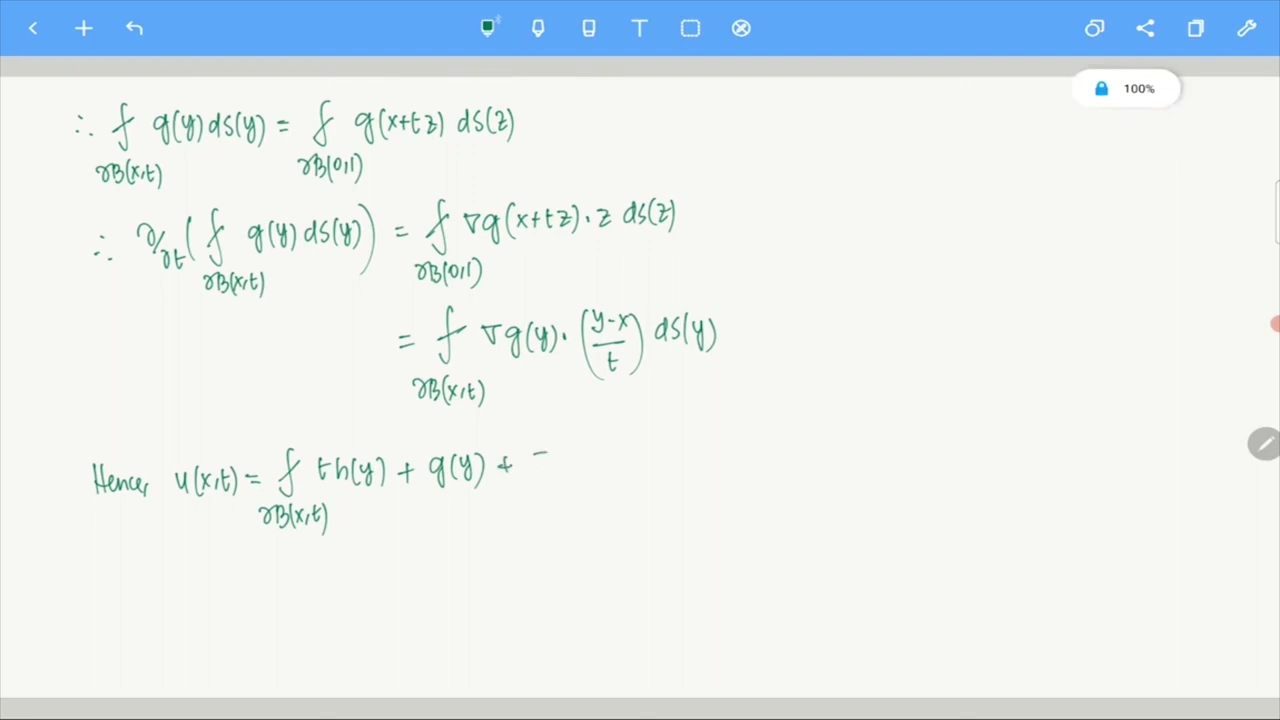 100%
∴ ⨍_{∂B(x,t)} g(y) dS(y) = ⨍_{∂B(0,1)} g(x+tz) dS(z)
∴ ∂/∂t ( ⨍_{∂B(x,t)} g(y) dS(y) ) = ⨍_{∂B(0,1)} ∇g(x+tz)·z dS(z)
= ⨍_{∂B(x,t)} ∇g(y)·((y-x)/t) dS(y)
Hence, u(x,t) = ⨍_{∂B(x,t)} t h(y) + g(y) +